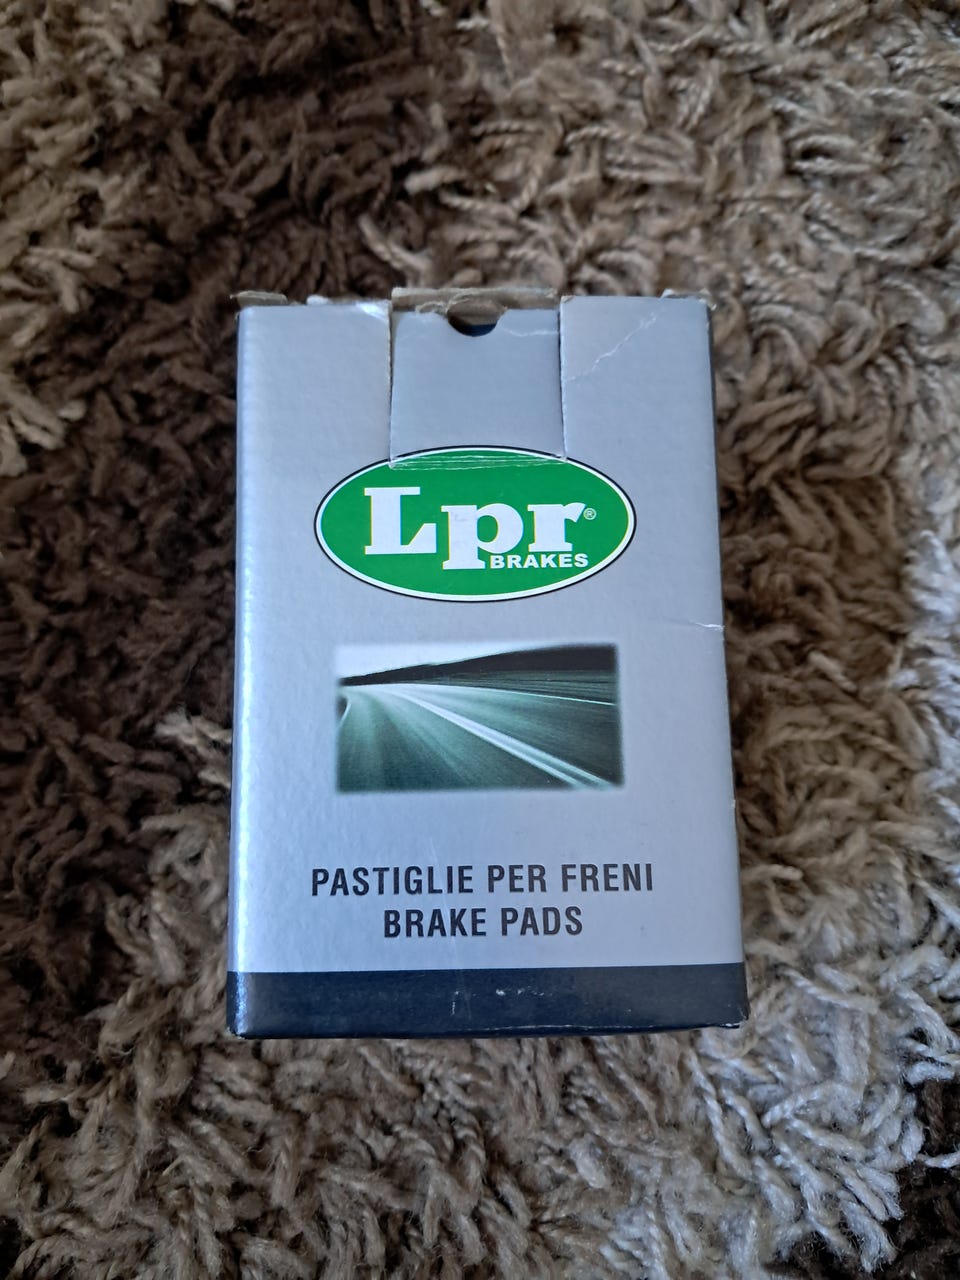 Lpr®
BRAKES
PASTIGLIE PER FRENI
BRAKE PADS